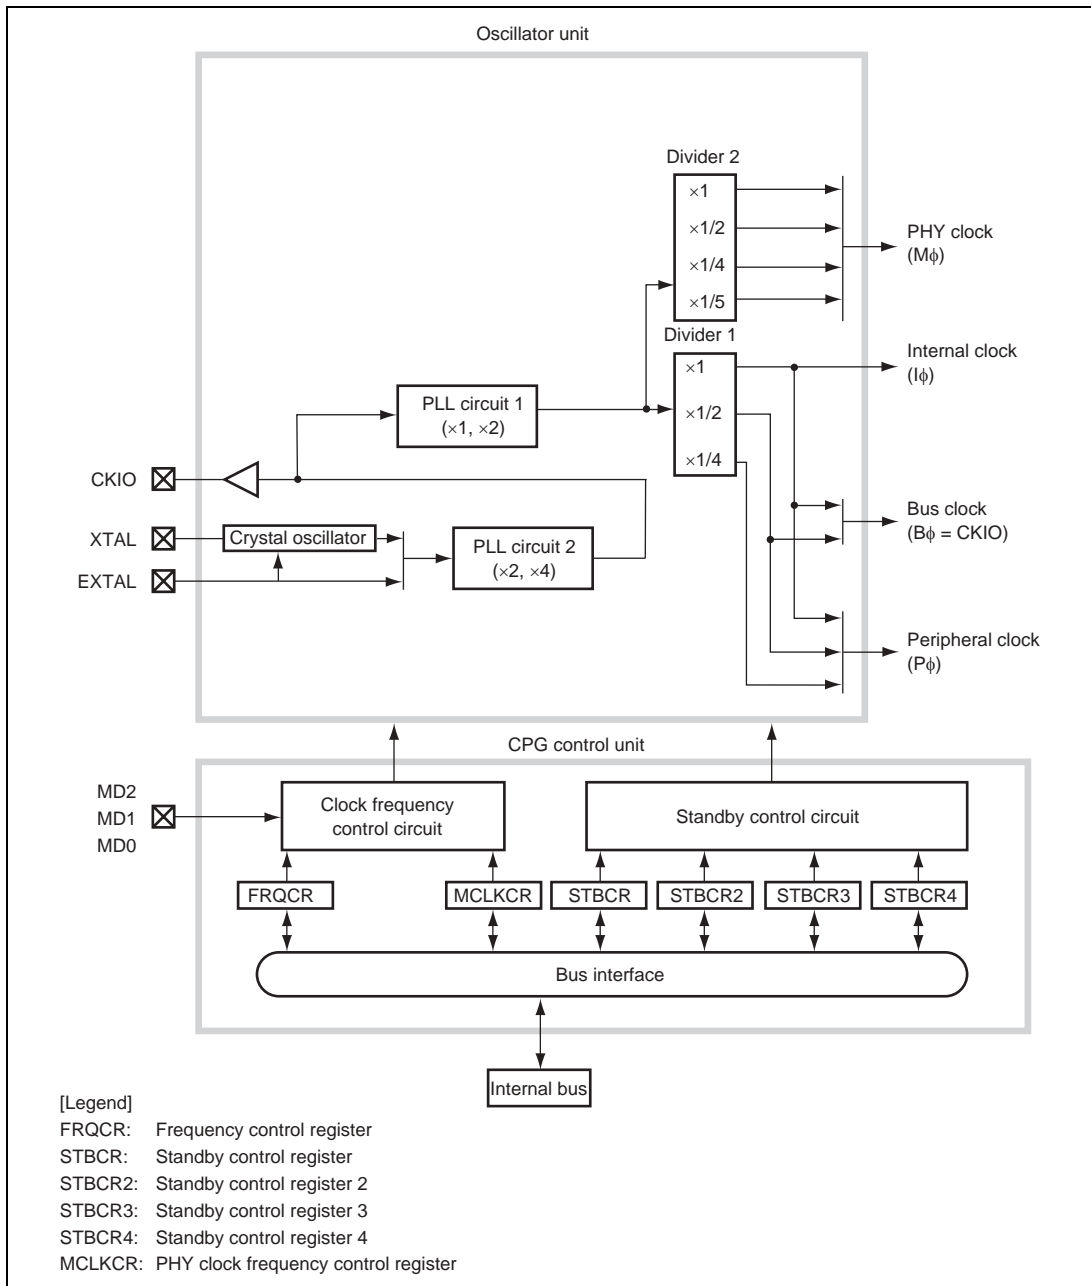 Oscillator unit
Divider 2
×1
×1/2
×1/4
×1/5
PHY clock
(Mϕ)
Divider 1
×1
×1/2
×1/4
Internal clock
(Iϕ)
PLL circuit 1
(×1, ×2)
CKIO
XTAL
Crystal oscillator
EXTAL
PLL circuit 2
(×2, ×4)
Bus clock
(Bϕ = CKIO)
Peripheral clock
(Pϕ)
CPG control unit
MD2
MD1
MD0
Clock frequency
control circuit
Standby control circuit
FRQCR
MCLKCR
STBCR
STBCR2
STBCR3
STBCR4
Bus interface
Internal bus
[Legend]
FRQCR: Frequency control register
STBCR: Standby control register
STBCR2: Standby control register 2
STBCR3: Standby control register 3
STBCR4: Standby control register 4
MCLKCR: PHY clock frequency control register